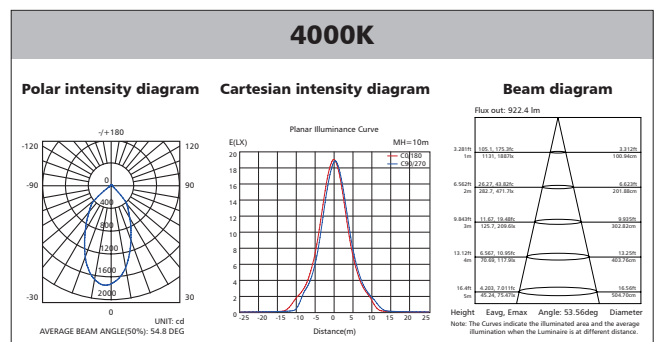 4000K
Polar intensity diagram
Cartesian intensity diagram
Beam diagram
-/+180
-120
120
-90
90
-30
30
0
400
800
1200
1600
2000
0
UNIT: cd
AVERAGE BEAM ANGLE(50%): 54.8 DEG
Planar Illuminance Curve
E(LX)
MH=10m
C0/180
C90/270
20
18
16
14
12
10
8
6
4
2
0
-25 -20 -15 -10 -5 0 5 10 15 20 25
Distance(m)
Flux out: 922.4 lm
3.281ft 105.1, 175.3fc 3.312ft
1m 1131, 1887lx 100.94cm
6.562ft 26.27, 43.82fc 6.623ft
2m 282.7, 471.7lx 201.88cm
9.843ft 11.67, 19.48fc 9.935ft
3m 125.7, 209.6lx 302.82cm
13.12ft 6.567, 10.95fc 13.25ft
4m 70.69, 117.9lx 403.76cm
16.4ft 4.203, 7.011fc 16.56ft
5m 45.24, 75.47lx 504.70cm
Height Eavg, Emax Angle: 53.56deg Diameter
Note: The Curves indicate the illuminated area and the average
illumination when the Luminaire is at different distance.